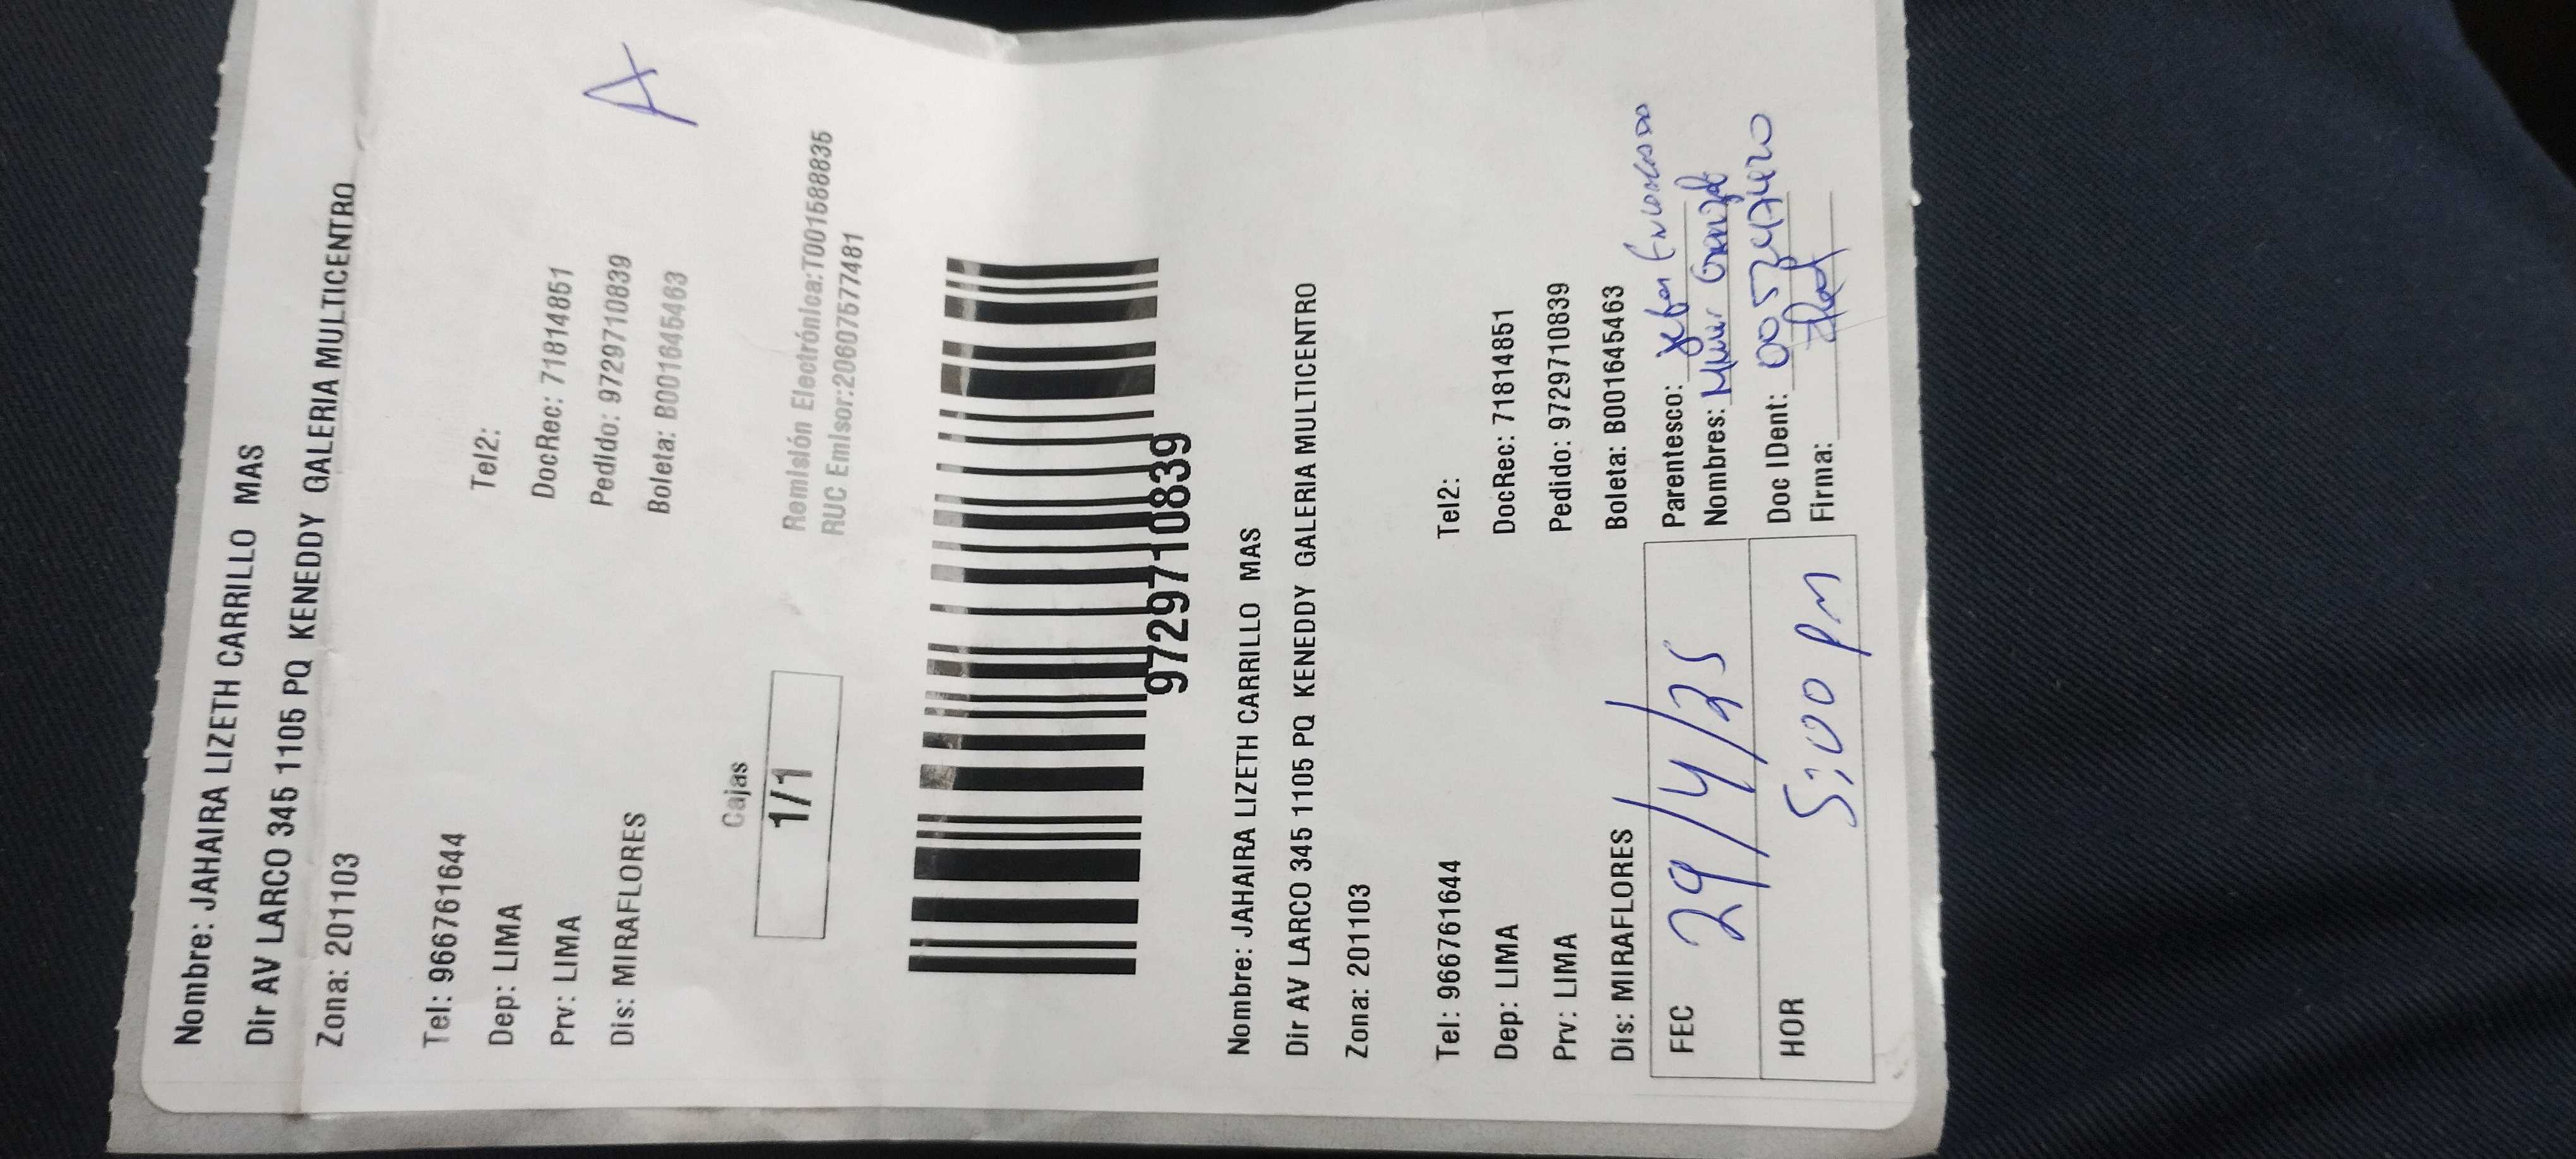 Nombre: JAHAIRA LIZETH CARRILLO MAS
Dir AV LARCO 345 1105 PQ KENEDDY GALERIA MULTICENTRO
Zona: 201103
Tel: 966761644 Tel2:
Dep: LIMA DocRec: 71814851
Prv: LIMA Pedido: 9729710839
Dis: MIRAFLORES Boleta: B001645463
A
Cajas
1/1
Remisión Electrónica:T001588835
RUC Emisor:20607577481
9729710839
Nombre: JAHAIRA LIZETH CARRILLO MAS
Dir AV LARCO 345 1105 PQ KENEDDY GALERIA MULTICENTRO
Zona: 201103
Tel: 966761644 Tel2:
Dep: LIMA DocRec: 71814851
Prv: LIMA Pedido: 9729710839
Dis: MIRAFLORES Boleta: B001645463
FEC 29/4/25
HOR 5:00 pm
Parentesco:
Nombres:
Doc IDent:
Firma: